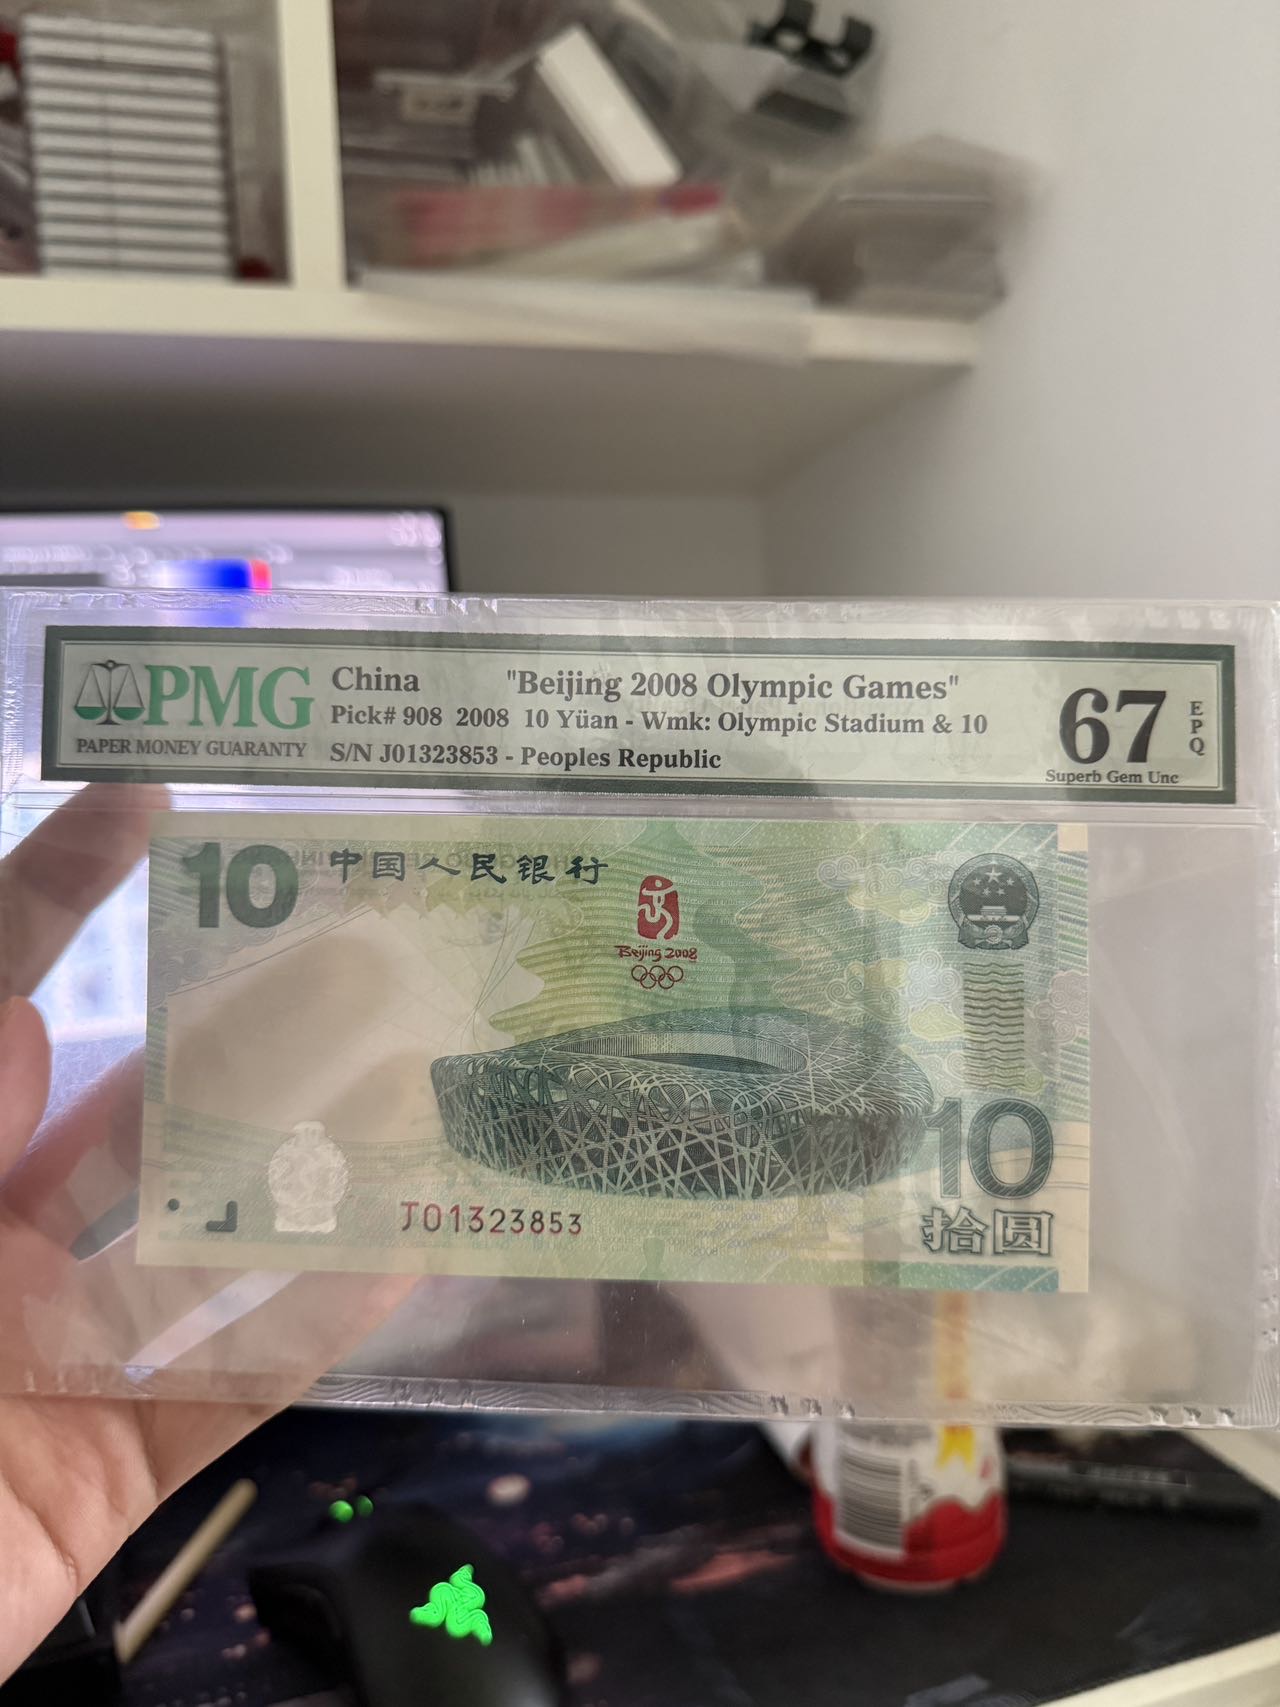 PMG
PAPER MONEY GUARANTY
China "Beijing 2008 Olympic Games"
Pick# 908 2008 10 Yüan - Wmk: Olympic Stadium & 10
S/N J01323853 - Peoples Republic
67
EPQ
Superb Gem Unc
10 中国人民银行
Beijing 2008
10
拾圆
J01323853